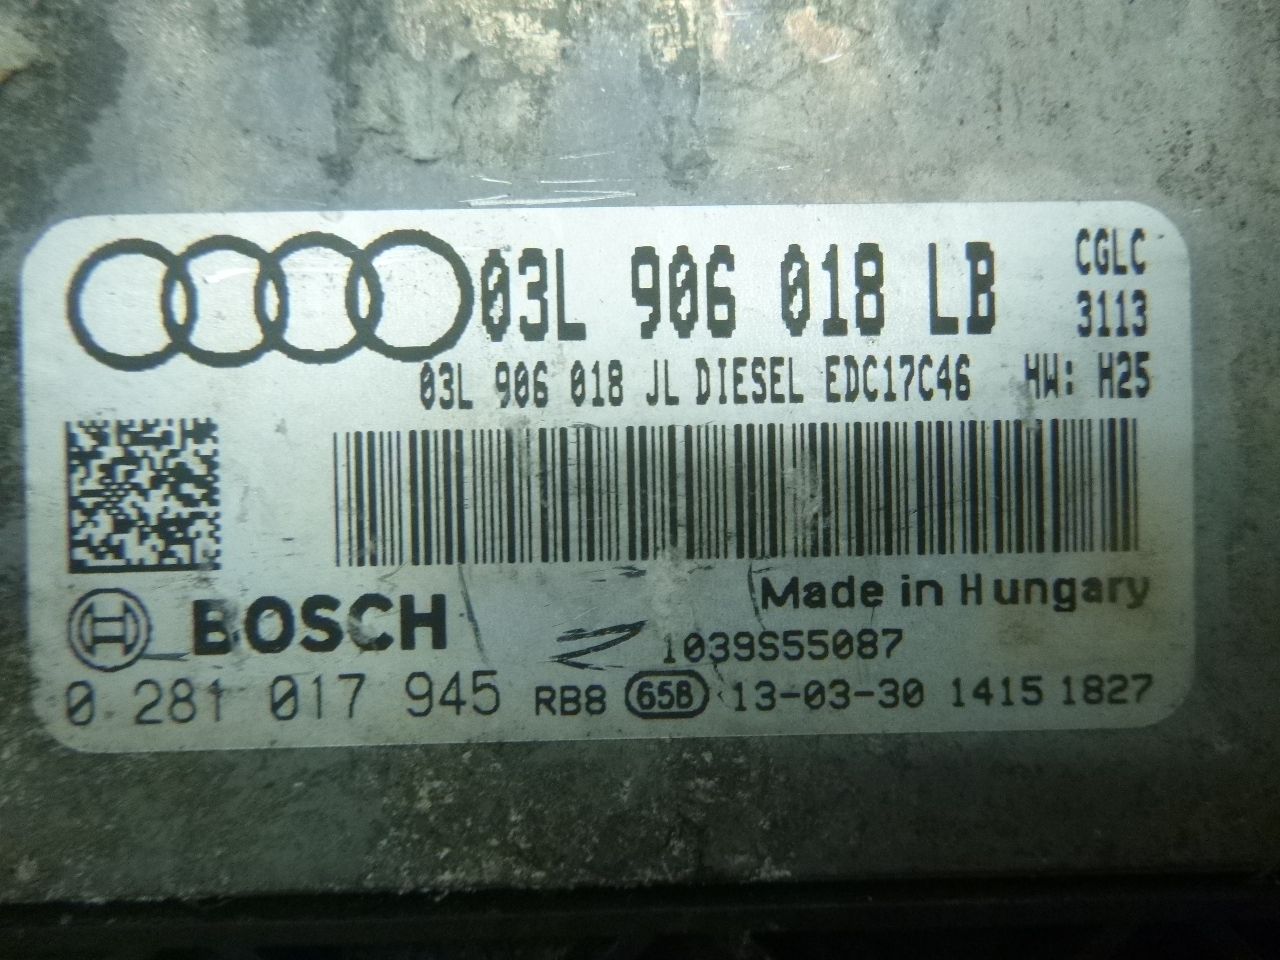 03L 906 018 LB CGLC
3113
03L 906 018 JL DIESEL EDC17C46 HW: H25
Made in Hungary
BOSCH
1039S55087
0 281 017 945 RB8 65B 13-03-30 1415 1827